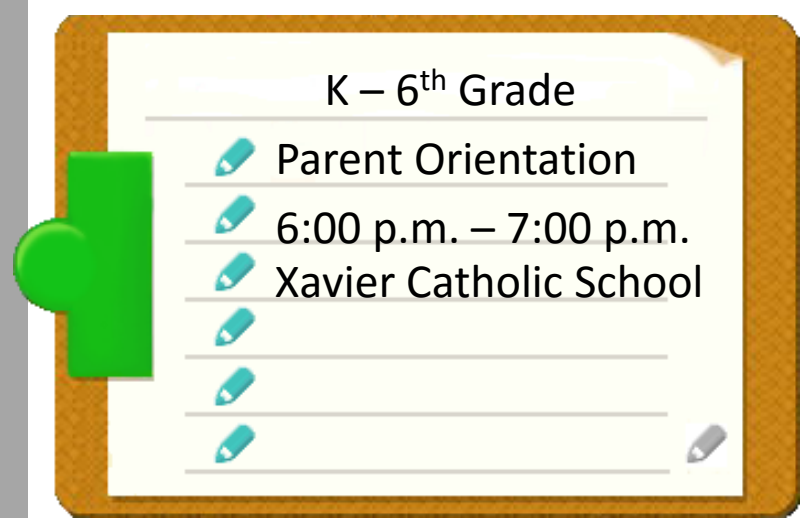 K – 6th Grade
Parent Orientation
6:00 p.m. – 7:00 p.m.
Xavier Catholic School